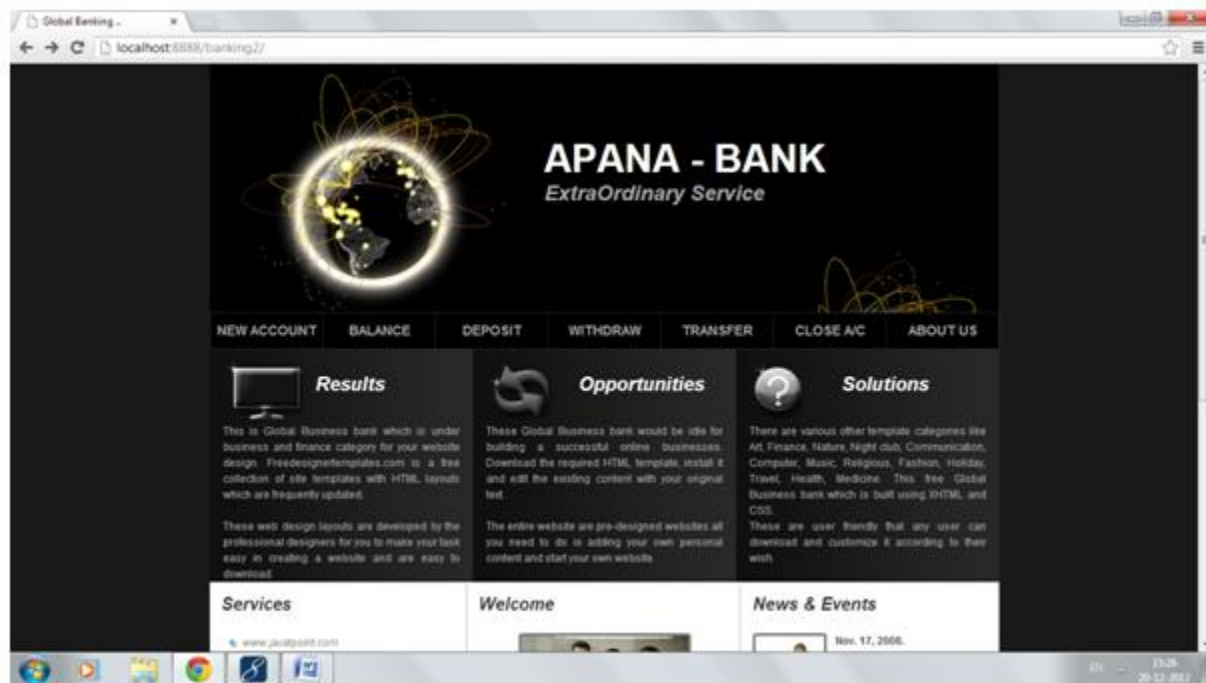 Global Banking ..
localhost:8888/banking2/
APANA - BANK
ExtraOrdinary Service
NEW ACCOUNT BALANCE DEPOSIT WITHDRAW TRANSFER CLOSE A/C ABOUT US
Results
This is Global Business bank which is under
business and finance category for your website
design. Freedesignertemplates.com is a free
collection of site templates with HTML layouts
which are frequently updated.
These web design layouts are developed by the
professional designers for you to make your task
easy in creating a website and are easy to
download.
Opportunities
These Global Business bank would be idle for
building a successful online businesses.
Download the required HTML template, install it
and edit the existing content with your original
text.
The entire website are pre-designed websites all
you need to do is adding your own personal
content and start your own website
Solutions
There are various other template categories like
Art, Finance, Nature, Night club, Communication,
Computer, Music, Religious, Fashion, Holiday,
Travel, Health, Medicine. This free Global
Business bank which is built using XHTML and
CSS.
These are user friendly that any user can
download and customize it according to their
wish.
Services
www.javatpoint.com
Welcome
News & Events
Nov. 17, 2008.
EN
13:26
20-12-2012